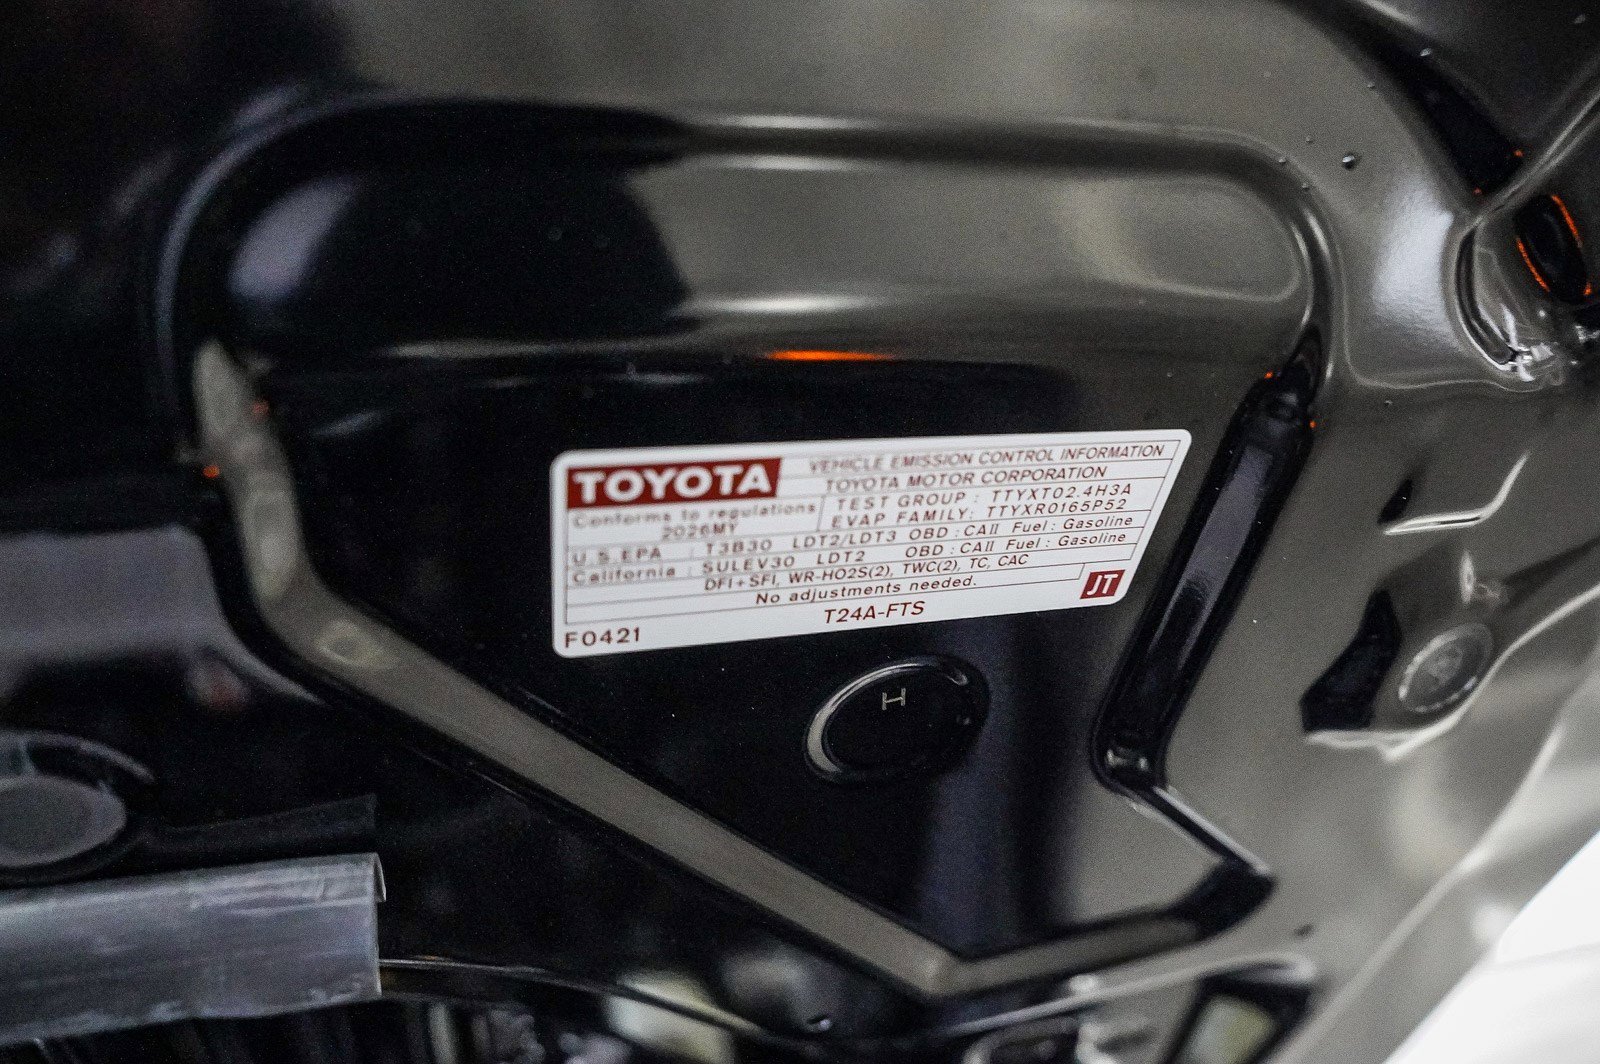 TOYOTA
VEHICLE EMISSION CONTROL INFORMATION
TOYOTA MOTOR CORPORATION
Conforms to regulations
2026MY
TEST GROUP : TTYXT02.4H3A
EVAP FAMILY: TTYXR0165P52
U.S.EPA : T3B30 LDT2/LDT3 OBD : CAII Fuel : Gasoline
California : SULEV30 LDT2 OBD : CAII Fuel : Gasoline
DFI+SFI, WR-HO2S(2), TWC(2), TC, CAC
No adjustments needed.
JT
F0421
T24A-FTS
H